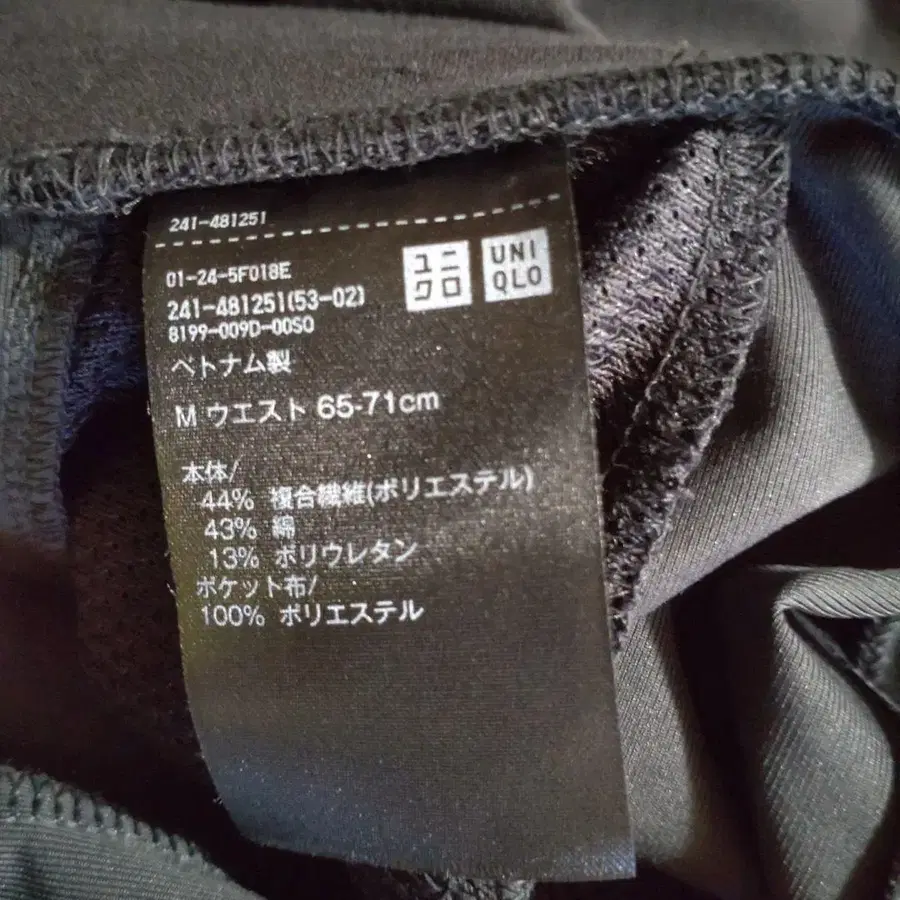 241-481251
01-24-5F018E
241-481251(53-02)
8199-009D-00SO
ユニ
クロ
UNI
QLO
ベトナム製
M ウエスト 65-71cm
本体/
44% 複合繊維(ポリエステル)
43% 綿
13% ポリウレタン
ポケット布/
100% ポリエステル